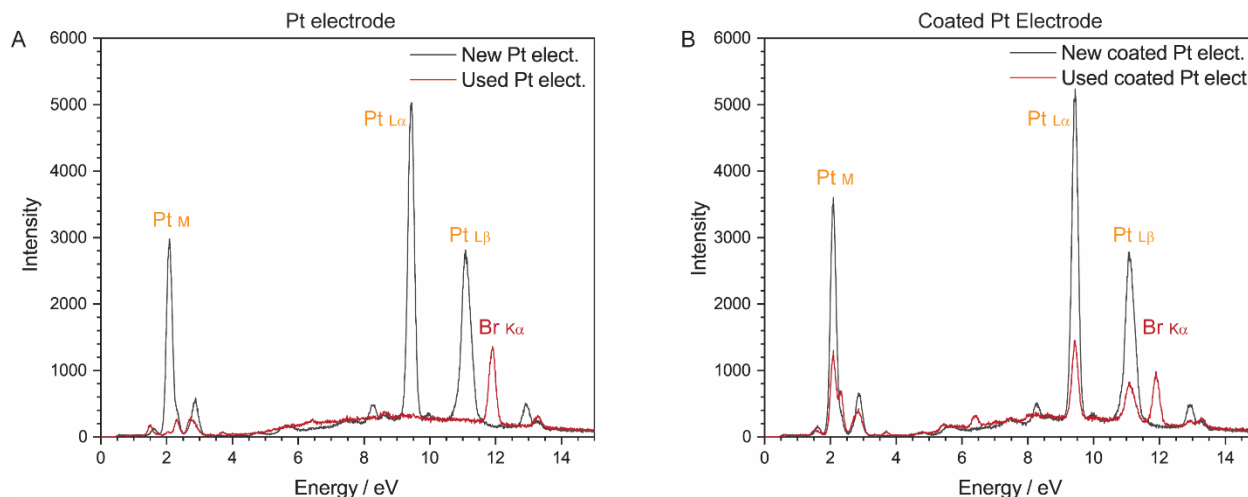 A
Pt electrode
6000
5000
4000
3000
2000
1000
0
Intensity
0 2 4 6 8 10 12 14
Energy / eV
New Pt elect.
Used Pt elect.
Pt M
Pt Lα
Pt Lβ
Br Kα
B
Coated Pt Electrode
6000
5000
4000
3000
2000
1000
0
Intensity
0 2 4 6 8 10 12 14
Energy / eV
New coated Pt elect.
Used coated Pt elect
Pt M
Pt Lα
Pt Lβ
Br Kα